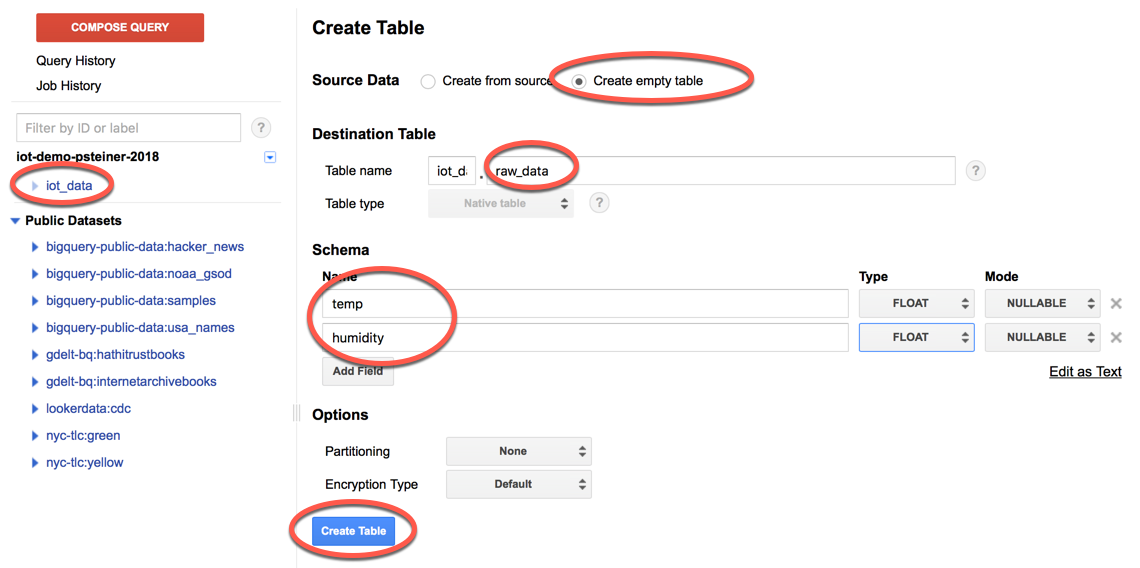 COMPOSE QUERY
Query History
Job History
Filter by ID or label ?
iot-demo-psteiner-2018
iot_data
Public Datasets
bigquery-public-data:hacker_news
bigquery-public-data:noaa_gsod
bigquery-public-data:samples
bigquery-public-data:usa_names
gdelt-bq:hathitrustbooks
gdelt-bq:internetarchivebooks
lookerdata:cdc
nyc-tlc:green
nyc-tlc:yellow
Create Table
Source Data Create from source Create empty table
Destination Table
Table name iot_da . raw_data ?
Table type Native table ?
Schema
Name Type Mode
temp FLOAT NULLABLE
humidity FLOAT NULLABLE
Add Field
Edit as Text
Options
Partitioning None
Encryption Type Default
Create Table